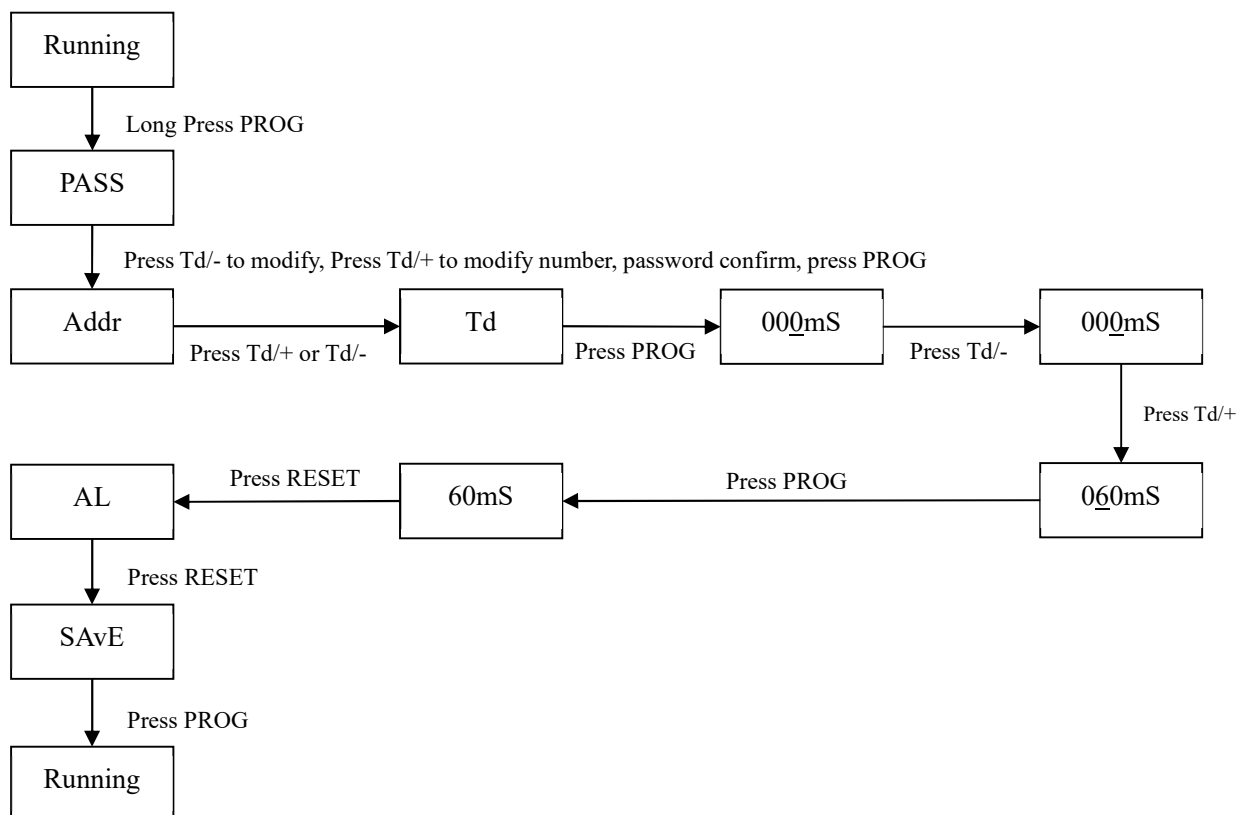 Running
Long Press PROG
PASS
Press Td/- to modify, Press Td/+ to modify number, password confirm, press PROG
Addr
Press Td/+ or Td/-
Td
Press PROG
000mS
Press Td/-
000mS
Press Td/+
060mS
Press PROG
60mS
Press RESET
AL
Press RESET
SAvE
Press PROG
Running